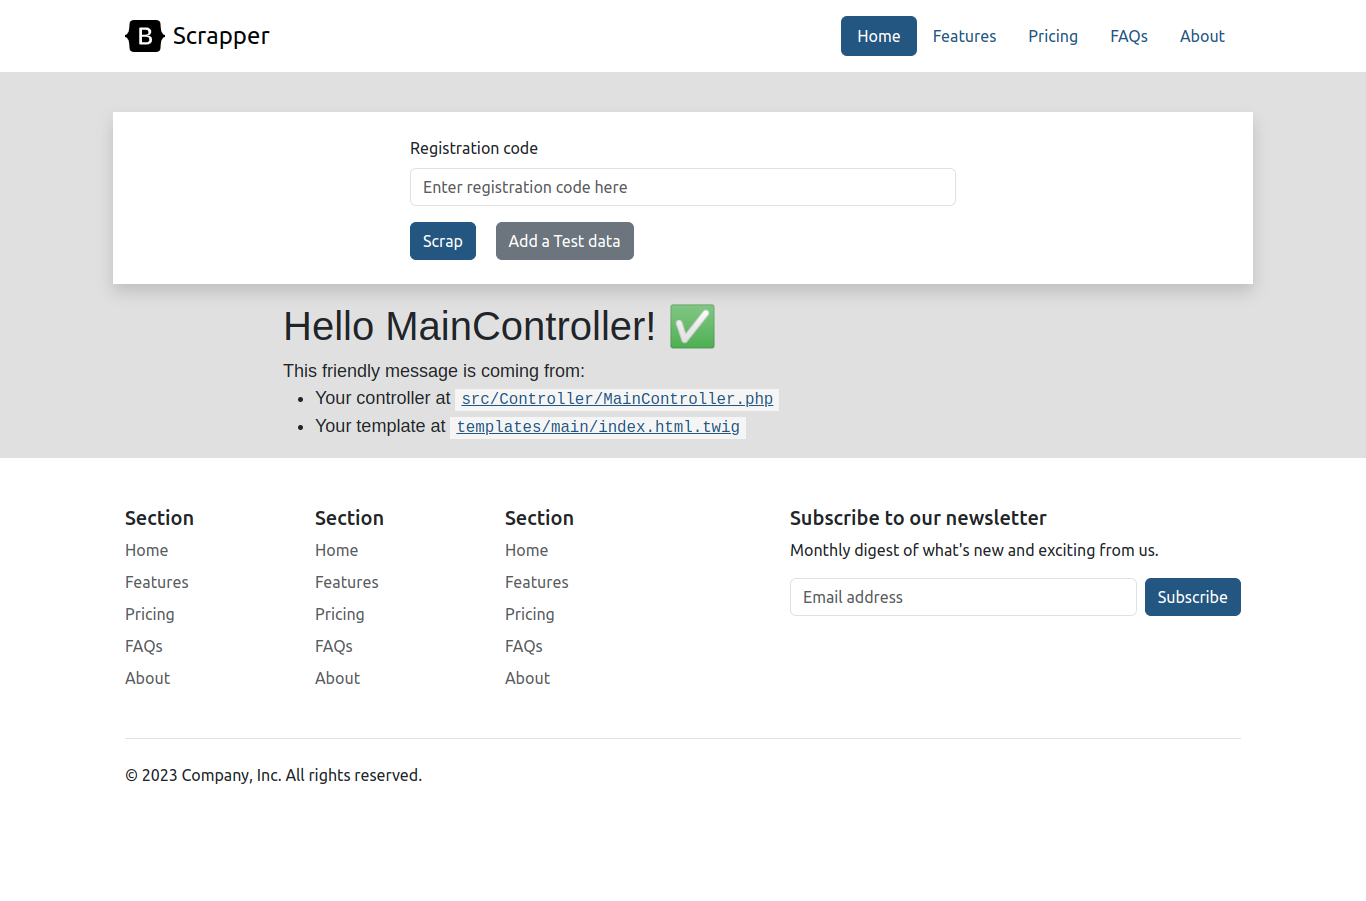 B Scrapper Home Features Pricing FAQs About
Registration code
Enter registration code here
Scrap Add a Test data
Hello MainController! ✅
This friendly message is coming from:
• Your controller at src/Controller/MainController.php
• Your template at templates/main/index.html.twig
Section
Home
Features
Pricing
FAQs
About
Section
Home
Features
Pricing
FAQs
About
Section
Home
Features
Pricing
FAQs
About
Subscribe to our newsletter
Monthly digest of what's new and exciting from us.
Email address Subscribe
© 2023 Company, Inc. All rights reserved.